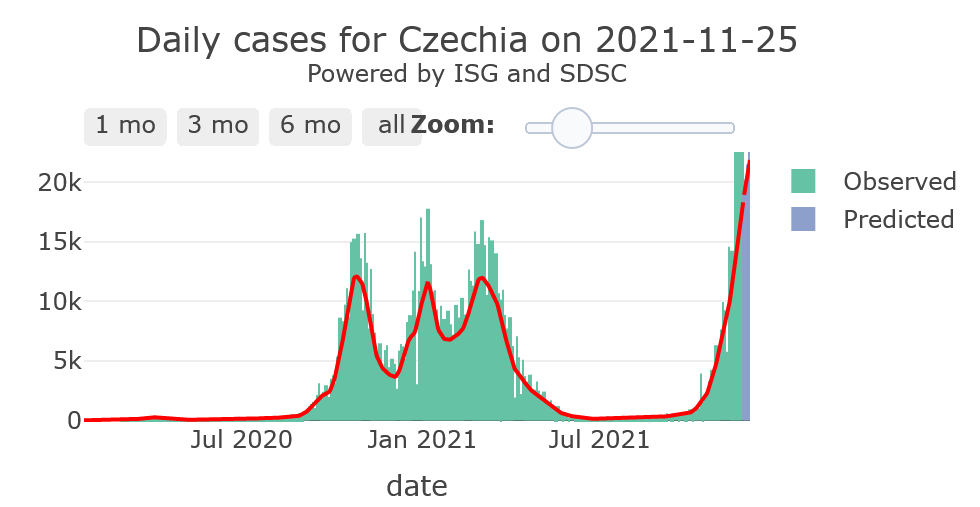 Daily cases for Czechia on 2021-11-25
Powered by ISG and SDSC
1 mo 3 mo 6 mo all Zoom:
20k
15k
10k
5k
0
Jul 2020 Jan 2021 Jul 2021
date
Observed
Predicted